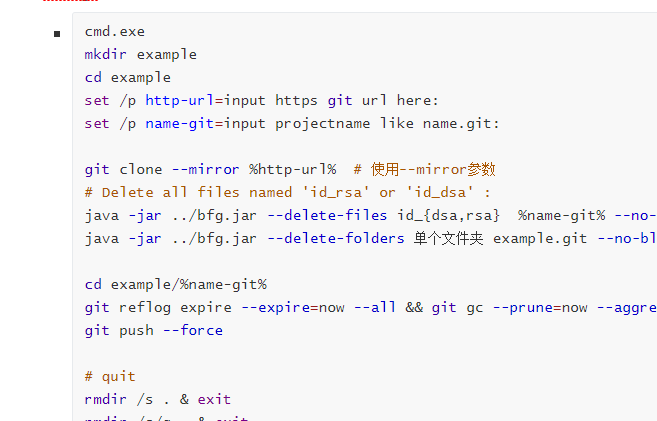 cmd.exe
mkdir example
cd example
set /p http-url=input https git url here:
set /p name-git=input projectname like name.git:
git clone --mirror %http-url%  # 使用--mirror参数
# Delete all files named 'id_rsa' or 'id_dsa' :
java -jar ../bfg.jar --delete-files id_{dsa,rsa}  %name-git% --no-
java -jar ../bfg.jar --delete-folders 单个文件夹 example.git --no-bl
cd example/%name-git%
git reflog expire --expire=now --all && git gc --prune=now --aggre
git push --force
# quit
rmdir /s . & exit